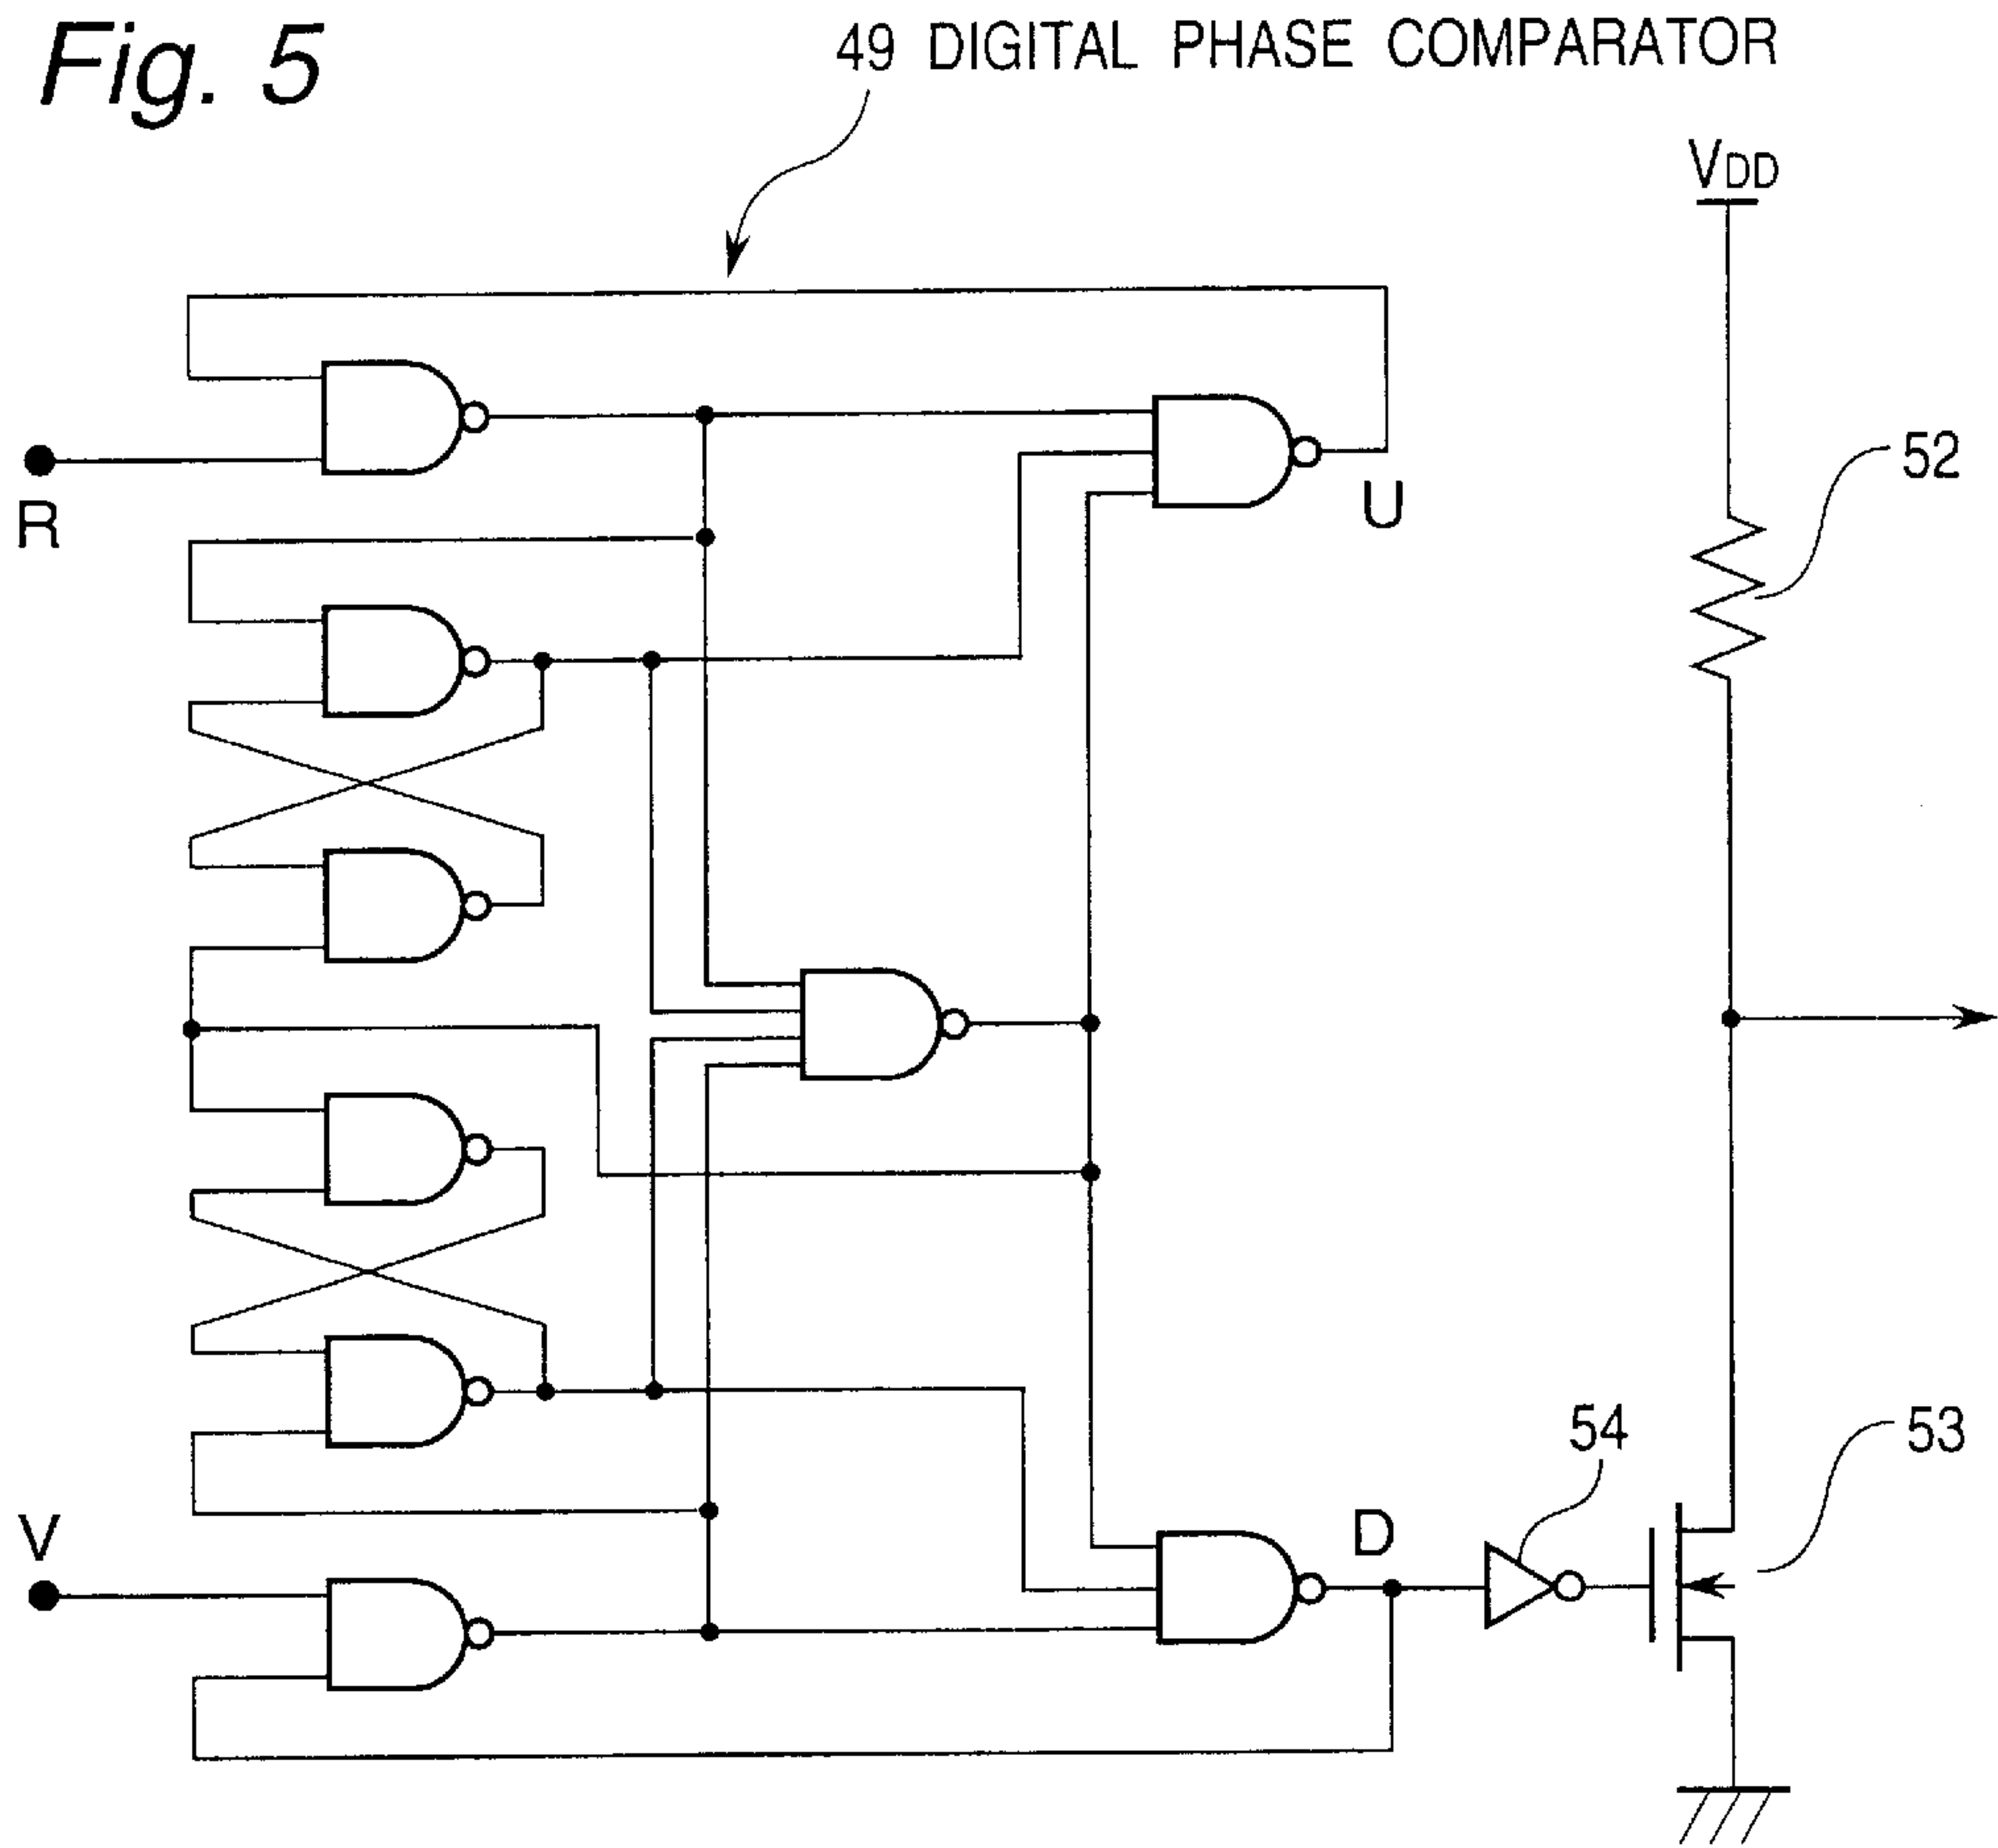 Fig. 5
49 DIGITAL PHASE COMPARATOR
VDD
52
R
U
54
53
V
D